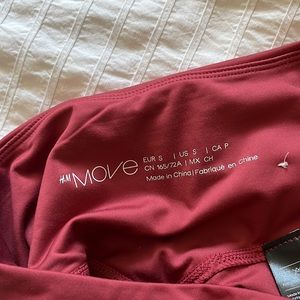 H&M MOVE
EUR S | US S | CA P
CN 165/72A | MX CH
Made in China | Fabriqué en chine